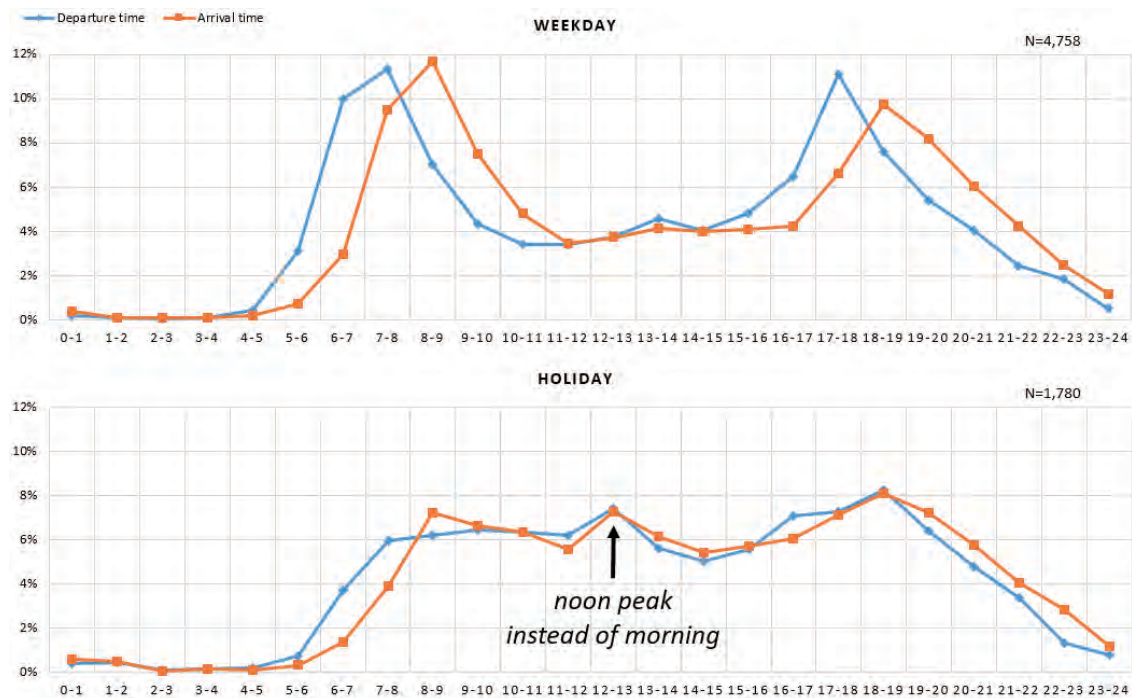 Departure time Arrival time
WEEKDAY
N=4,758
12%
10%
8%
6%
4%
2%
0%
0-1 1-2 2-3 3-4 4-5 5-6 6-7 7-8 8-9 9-10 10-11 11-12 12-13 13-14 14-15 15-16 16-17 17-18 18-19 19-20 20-21 21-22 22-23 23-24
HOLIDAY
N=1,780
12%
10%
8%
6%
4%
2%
0%
noon peak
instead of morning
0-1 1-2 2-3 3-4 4-5 5-6 6-7 7-8 8-9 9-10 10-11 11-12 12-13 13-14 14-15 15-16 16-17 17-18 18-19 19-20 20-21 21-22 22-23 23-24